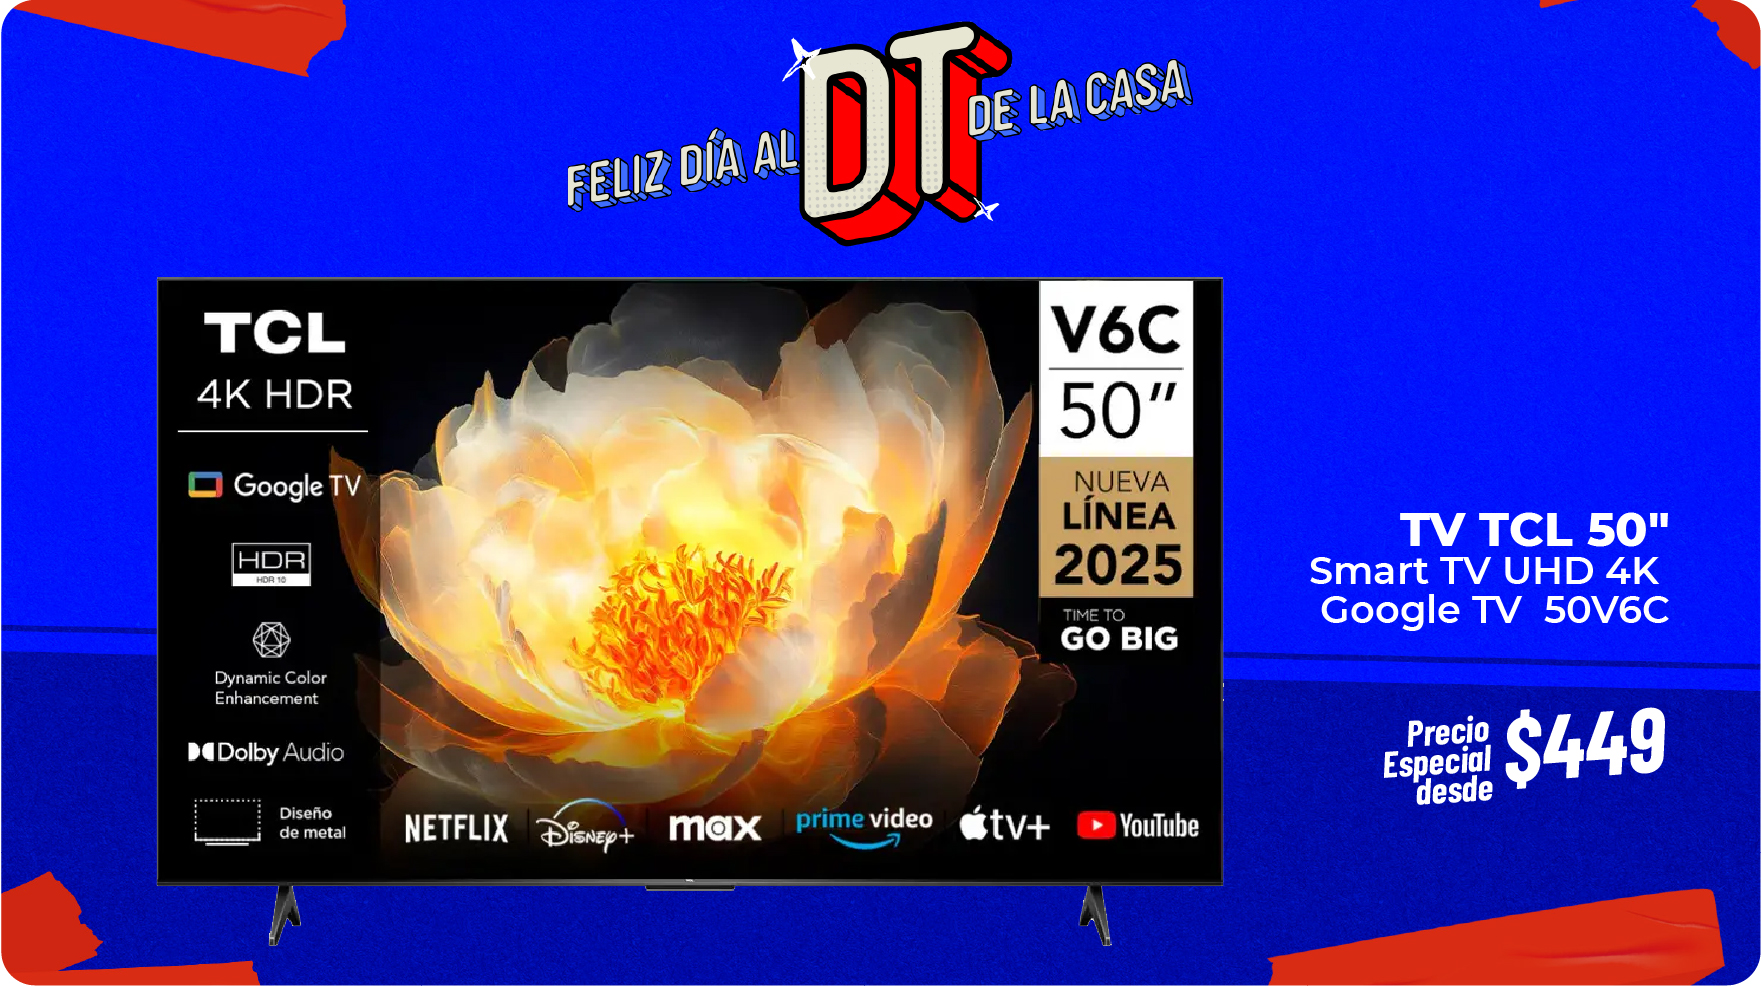 FELIZ DÍA AL DT DE LA CASA
TCL
4K HDR
Google TV
HDR
HDR 10
Dynamic Color
Enhancement
Dolby Audio
Diseño
de metal
V6C
50”
NUEVA
LÍNEA
2025
TIME TO
GO BIG
NETFLIX
Disney+
max
prime video
tv+
YouTube
TV TCL 50"
Smart TV UHD 4K
Google TV 50V6C
Precio
Especial
desde
$449